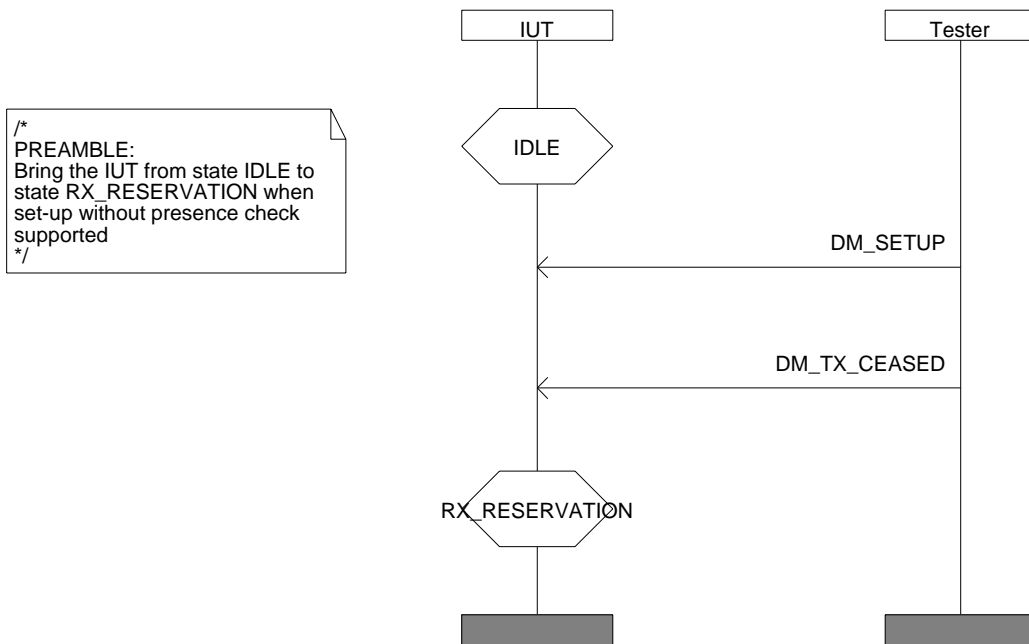 IUT
Tester
/*
PREAMBLE:
Bring the IUT from state IDLE to
state RX_RESERVATION when
set-up without presence check
supported
*/
IDLE
DM_SETUP
DM_TX_CEASED
RX_RESERVATION